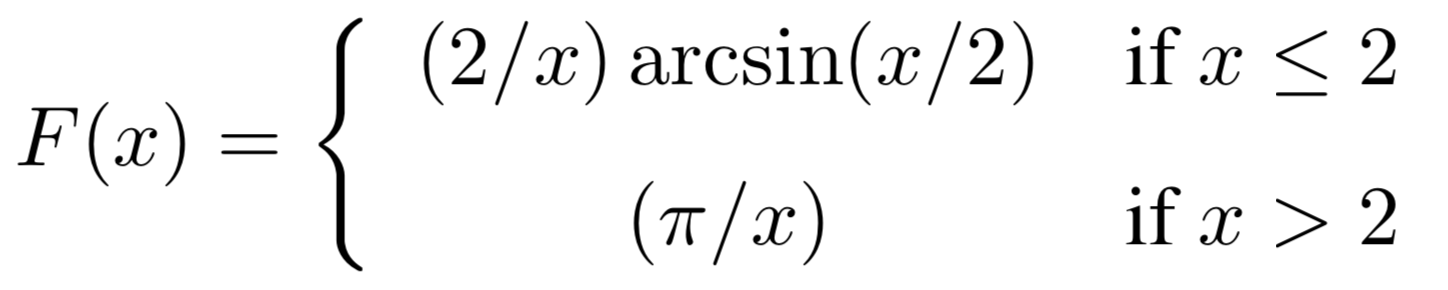 F(x) = { (2/x) arcsin(x/2) if x ≤ 2
(π/x) if x > 2